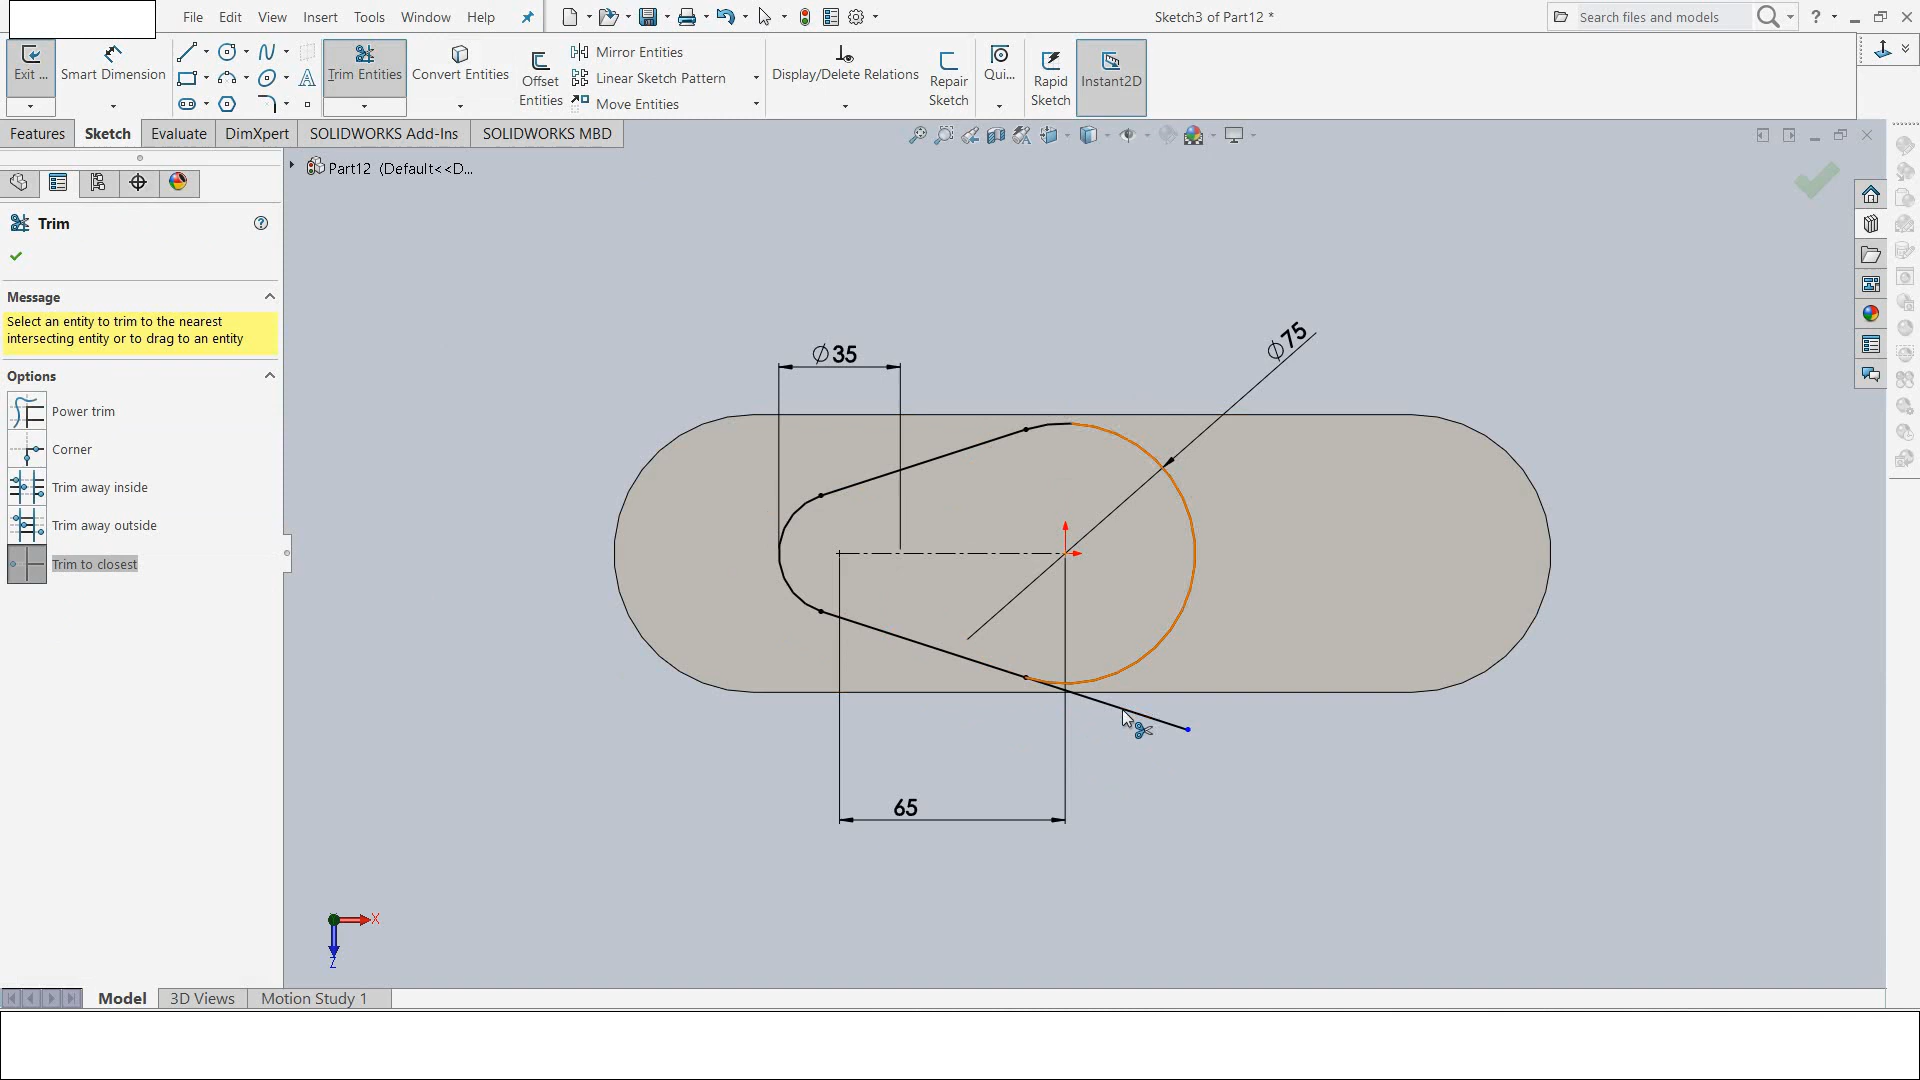 File Edit View Insert Tools Window Help
Sketch3 of Part12 *
Search files and models
?
Exit ...
Smart Dimension
Trim Entities
Convert Entities
Offset
Entities
Mirror Entities
Linear Sketch Pattern
Move Entities
Display/Delete Relations
Repair
Sketch
Qui...
Rapid
Sketch
Instant2D
Features Sketch Evaluate DimXpert SOLIDWORKS Add-Ins SOLIDWORKS MBD
Part12 (Default<<D...
Trim
?
Message
Select an entity to trim to the nearest
intersecting entity or to drag to an entity
Options
Power trim
Corner
Trim away inside
Trim away outside
Trim to closest
∅35
∅75
65
X
Z
Model 3D Views Motion Study 1